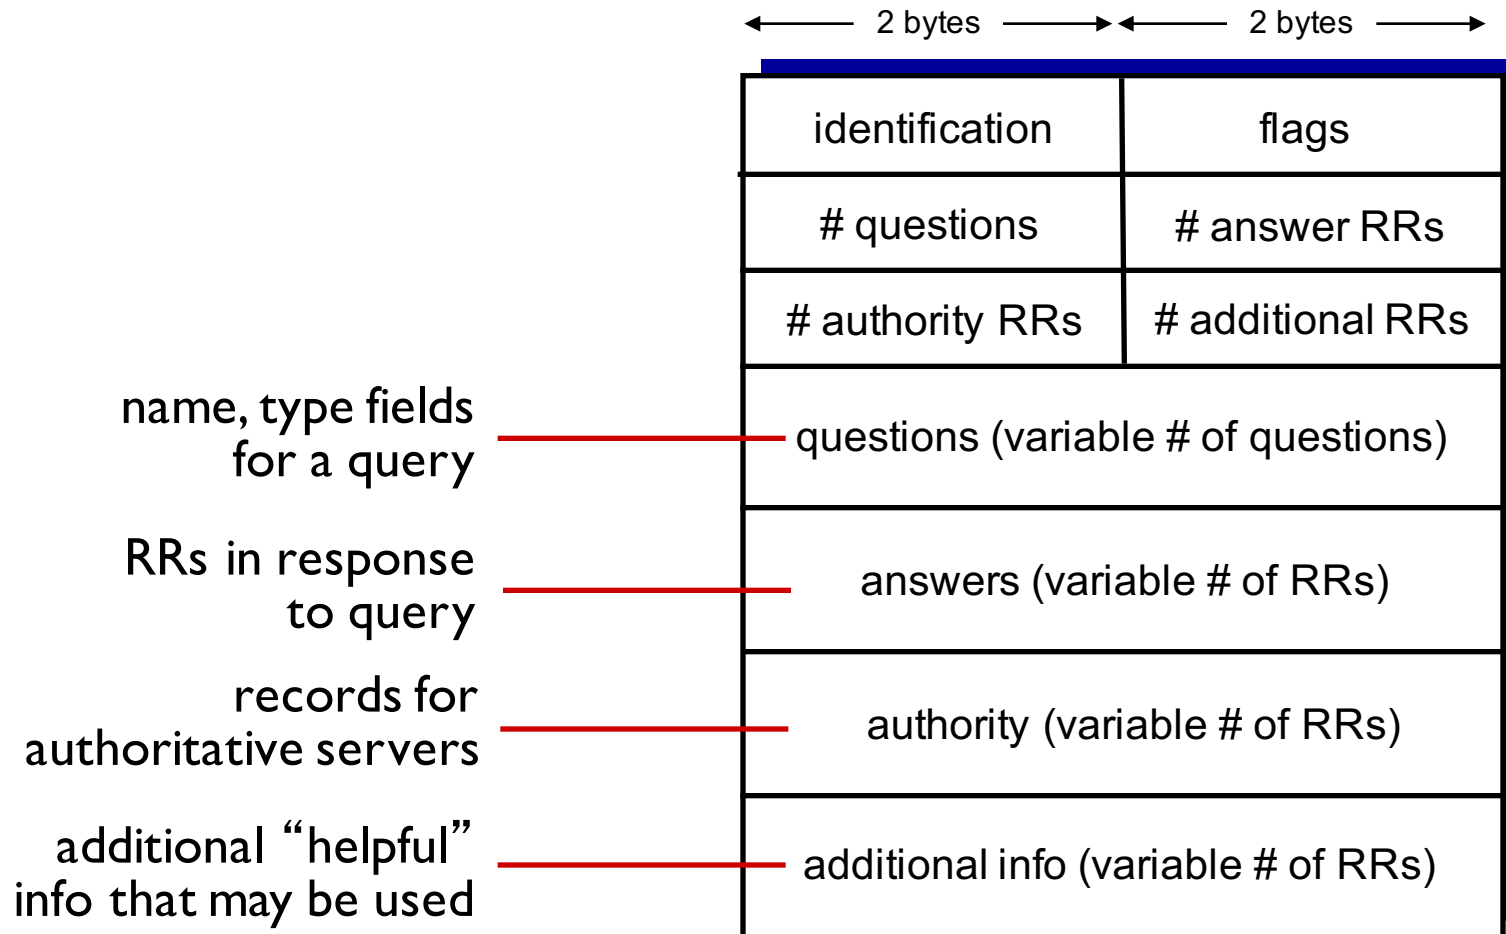 2 bytes 2 bytes
identification flags
# questions # answer RRs
# authority RRs # additional RRs
name, type fields
for a query
questions (variable # of questions)
RRs in response
to query
answers (variable # of RRs)
records for
authoritative servers
authority (variable # of RRs)
additional “helpful”
info that may be used
additional info (variable # of RRs)